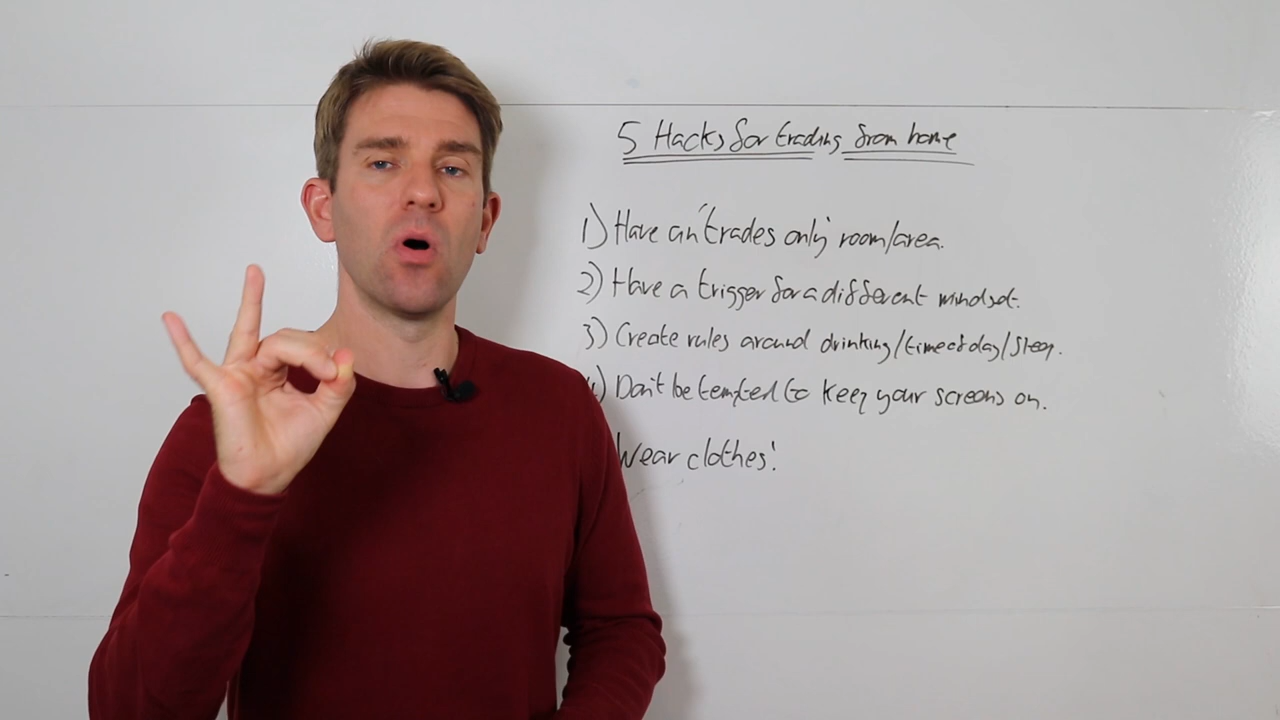 5 Hacks for trading from home
1) Have an 'trades only' room/area.
2) Have a trigger for a different mindset.
3) Create rules around drinking/time of day/sleep.
4) Don't be tempted to keep your screens on.
Wear clothes!